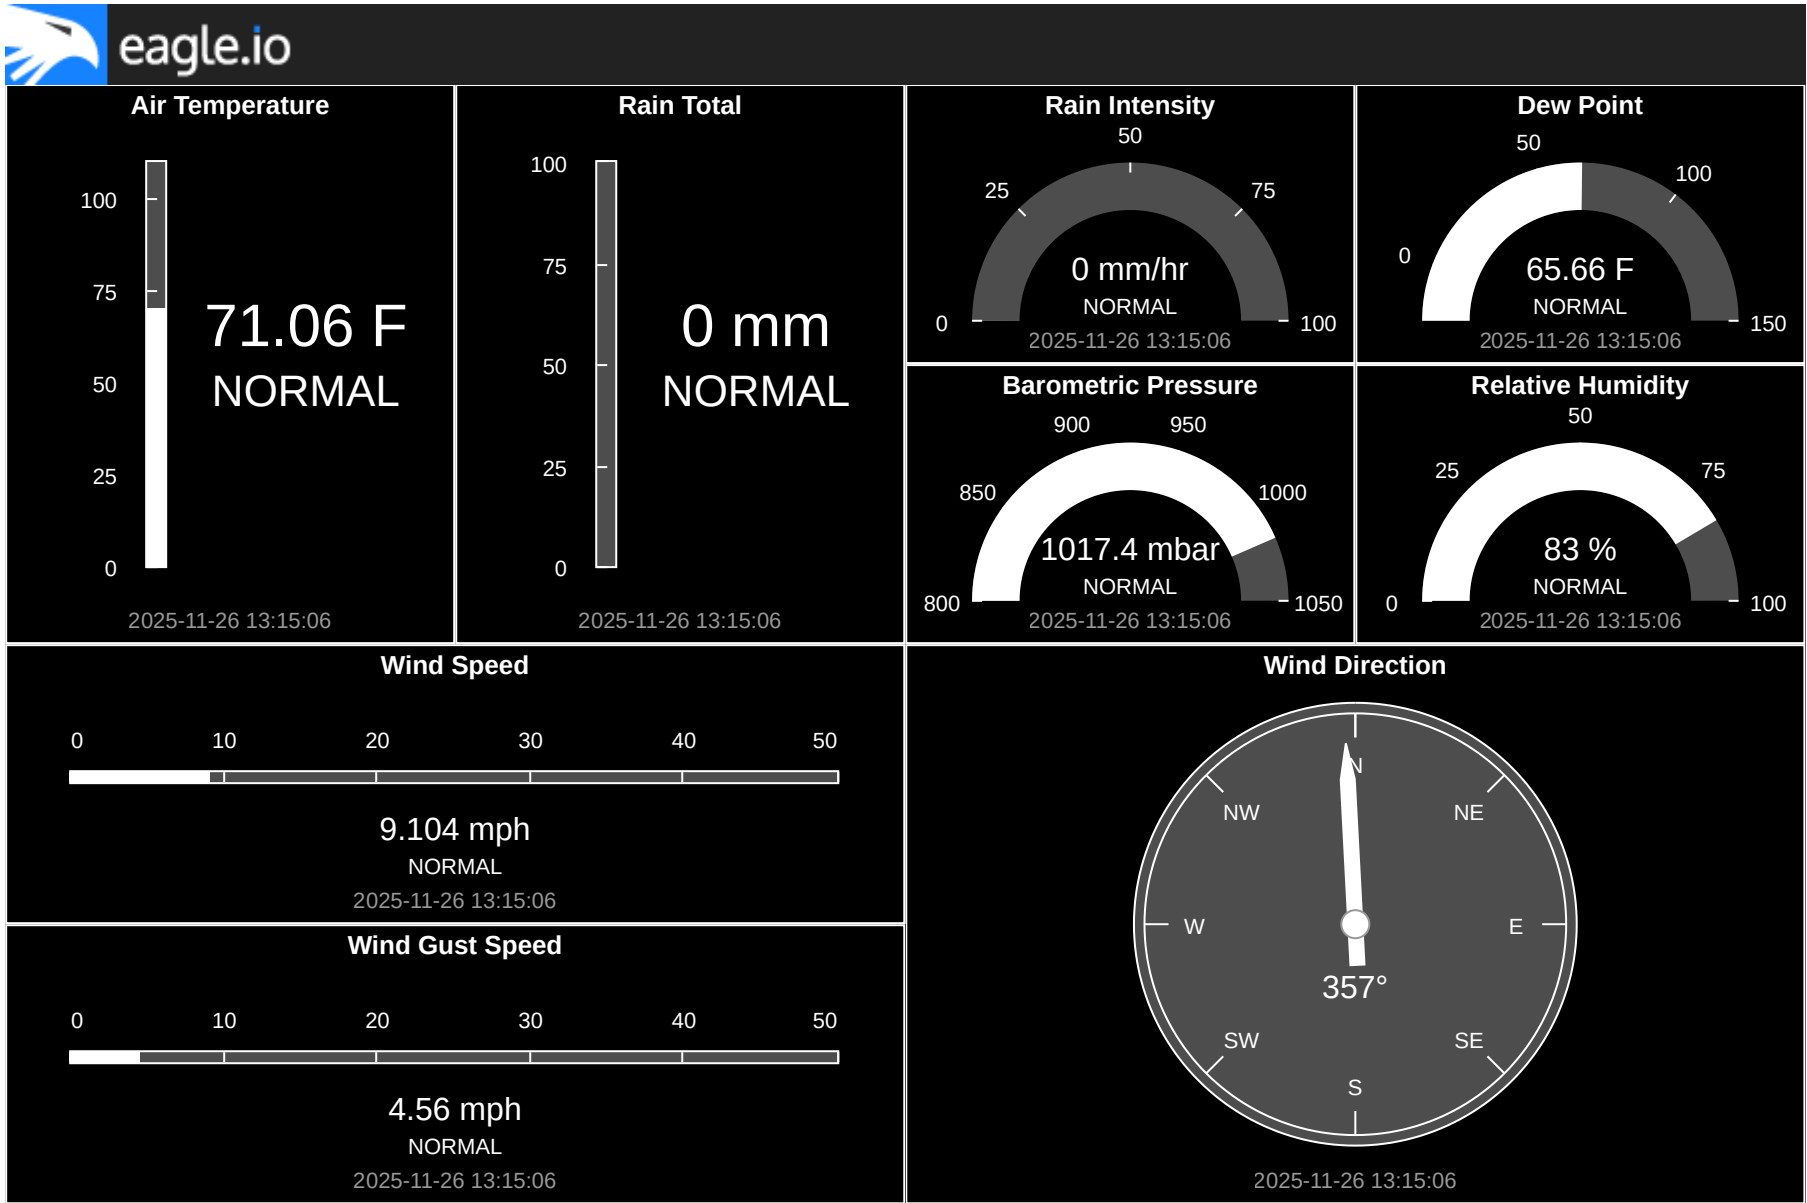 eagle.io
Air Temperature
100
75
50
25
0
71.06 F
NORMAL
2025-11-26 13:15:06
Rain Total
100
75
50
25
0
0 mm
NORMAL
2025-11-26 13:15:06
Rain Intensity
50
25
75
0
100
0 mm/hr
NORMAL
2025-11-26 13:15:06
Dew Point
50
100
0
150
65.66 F
NORMAL
2025-11-26 13:15:06
Barometric Pressure
900
950
850
1000
800
1050
1017.4 mbar
NORMAL
2025-11-26 13:15:06
Relative Humidity
50
25
75
0
100
83 %
NORMAL
2025-11-26 13:15:06
Wind Speed
0 10 20 30 40 50
9.104 mph
NORMAL
2025-11-26 13:15:06
Wind Gust Speed
0 10 20 30 40 50
4.56 mph
NORMAL
2025-11-26 13:15:06
Wind Direction
N
NW
NE
W
E
357°
SW
SE
S
2025-11-26 13:15:06